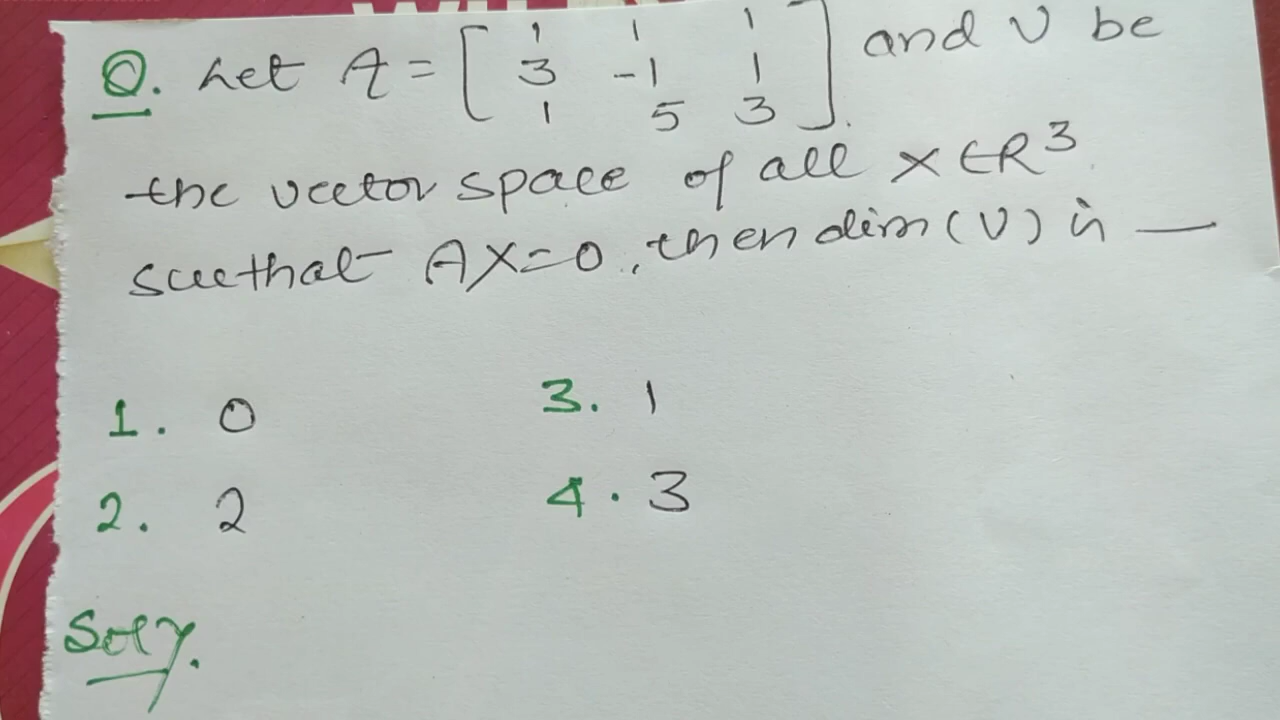 Q. Let A = [ 1 1 1
3 -1 1 ] and V be
1 5 3
the vector space of all X ∈ R³
such that AX=0, then dim(V) is —
1. 0 3. 1
2. 2 4. 3
Solⁿ.